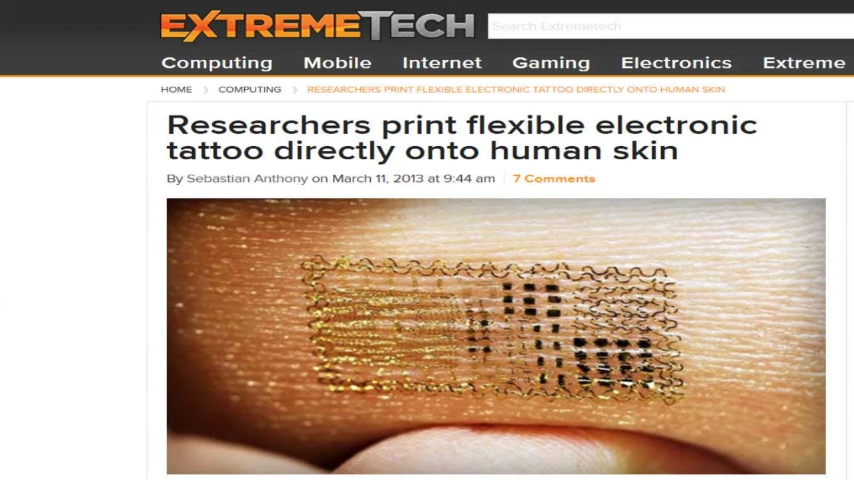 EXTREMETECH
Search Extremetech
Computing Mobile Internet Gaming Electronics Extreme
HOME > COMPUTING > RESEARCHERS PRINT FLEXIBLE ELECTRONIC TATTOO DIRECTLY ONTO HUMAN SKIN
Researchers print flexible electronic
tattoo directly onto human skin
By Sebastian Anthony on March 11, 2013 at 9:44 am 7 Comments